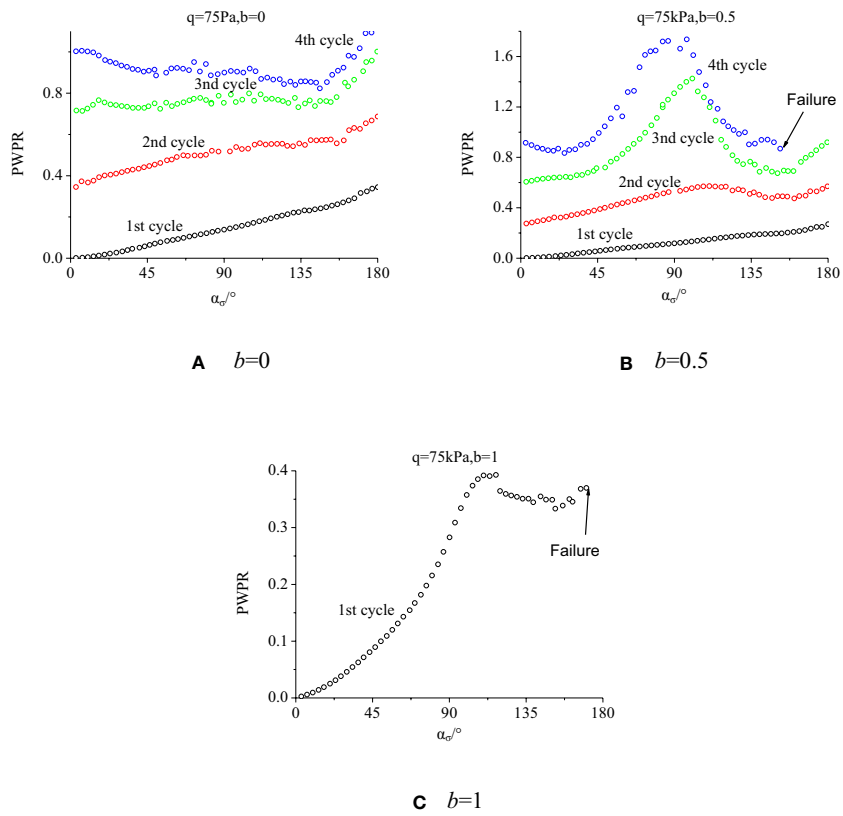 q=75Pa,b=0
4th cycle
3nd cycle
2nd cycle
1st cycle
PWPR
0.8
0.4
0.0
0 45 90 135 180
ασ/°
A b=0
q=75kPa,b=0.5
4th cycle
Failure
3nd cycle
2nd cycle
1st cycle
PWPR
1.6
1.2
0.8
0.4
0.0
0 45 90 135 180
ασ/°
B b=0.5
q=75kPa,b=1
1st cycle
Failure
PWPR
0.4
0.3
0.2
0.1
0.0
0 45 90 135 180
ασ/°
C b=1